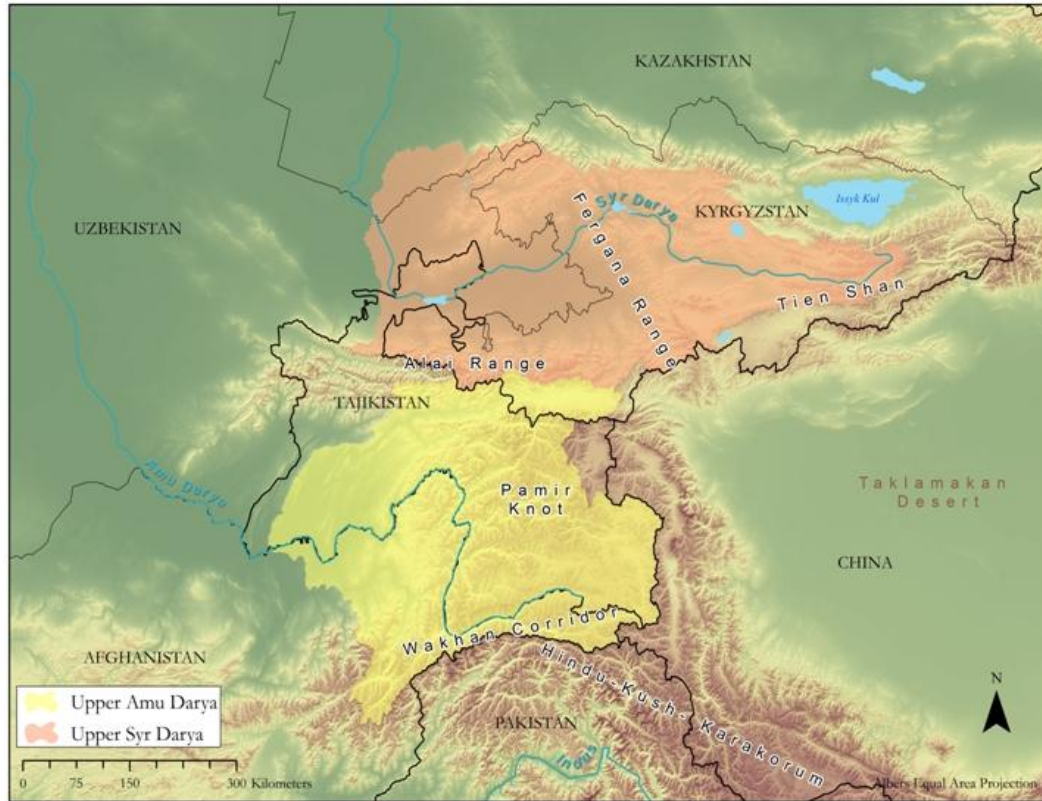 KAZAKHSTAN
Issyk Kul
Syr Darya
KYRGYZSTAN
UZBEKISTAN
Fergana Range
Tien Shan
Alai Range
TAJIKISTAN
Amu Darya
Pamir
Knot
Taklamakan
Desert
CHINA
Wakhan Corridor
AFGHANISTAN
Hindu-Kush-Karakorum
PAKISTAN
Indus
N
Upper Amu Darya
Upper Syr Darya
0 75 150 300 Kilometers
Albers Equal Area Projection